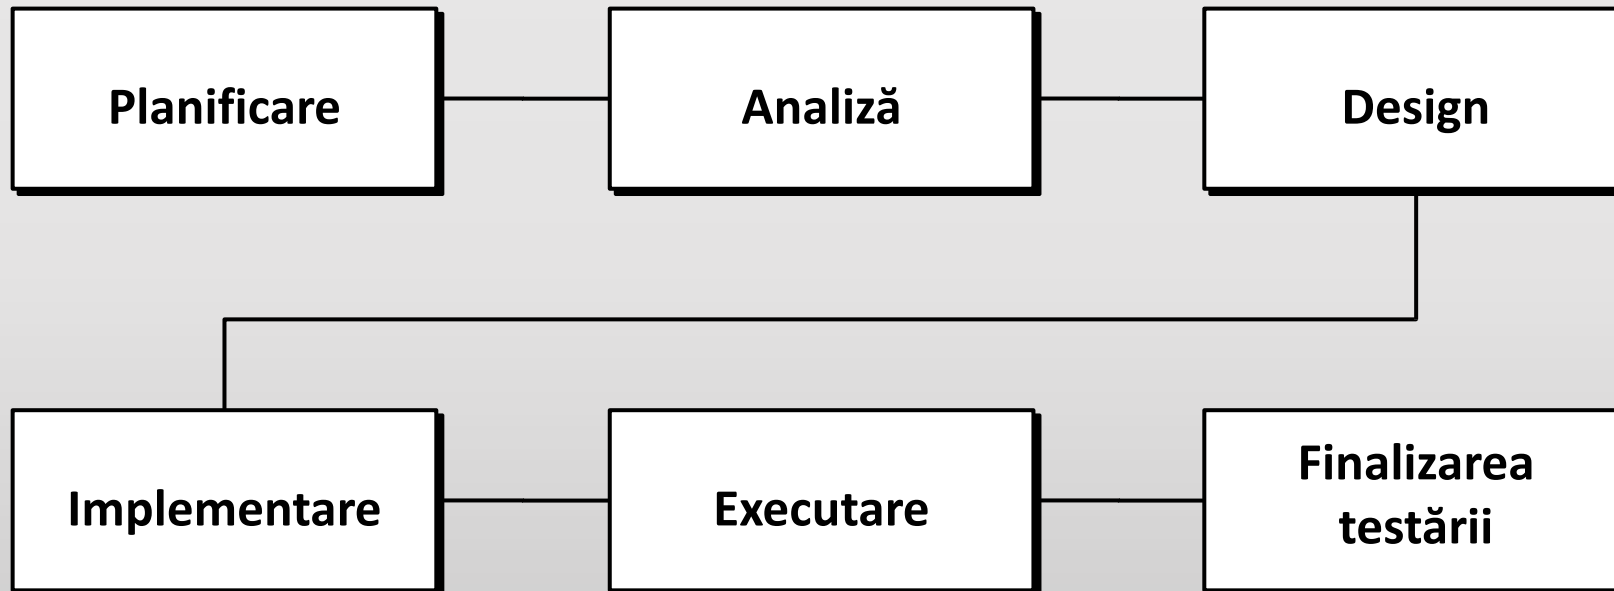 Planificare
Analiză
Design
Implementare
Executare
Finalizarea
testării